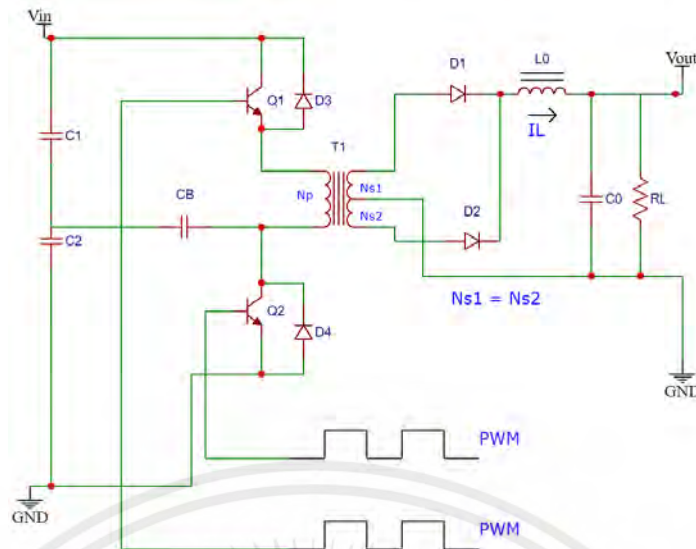 Vin
D1
L0
Vout
Q1
D3
IL
C1
T1
CB
Np
Ns1
C0
RL
C2
Ns2
D2
Q2
D4
Ns1 = Ns2
GND
PWM
GND
PWM